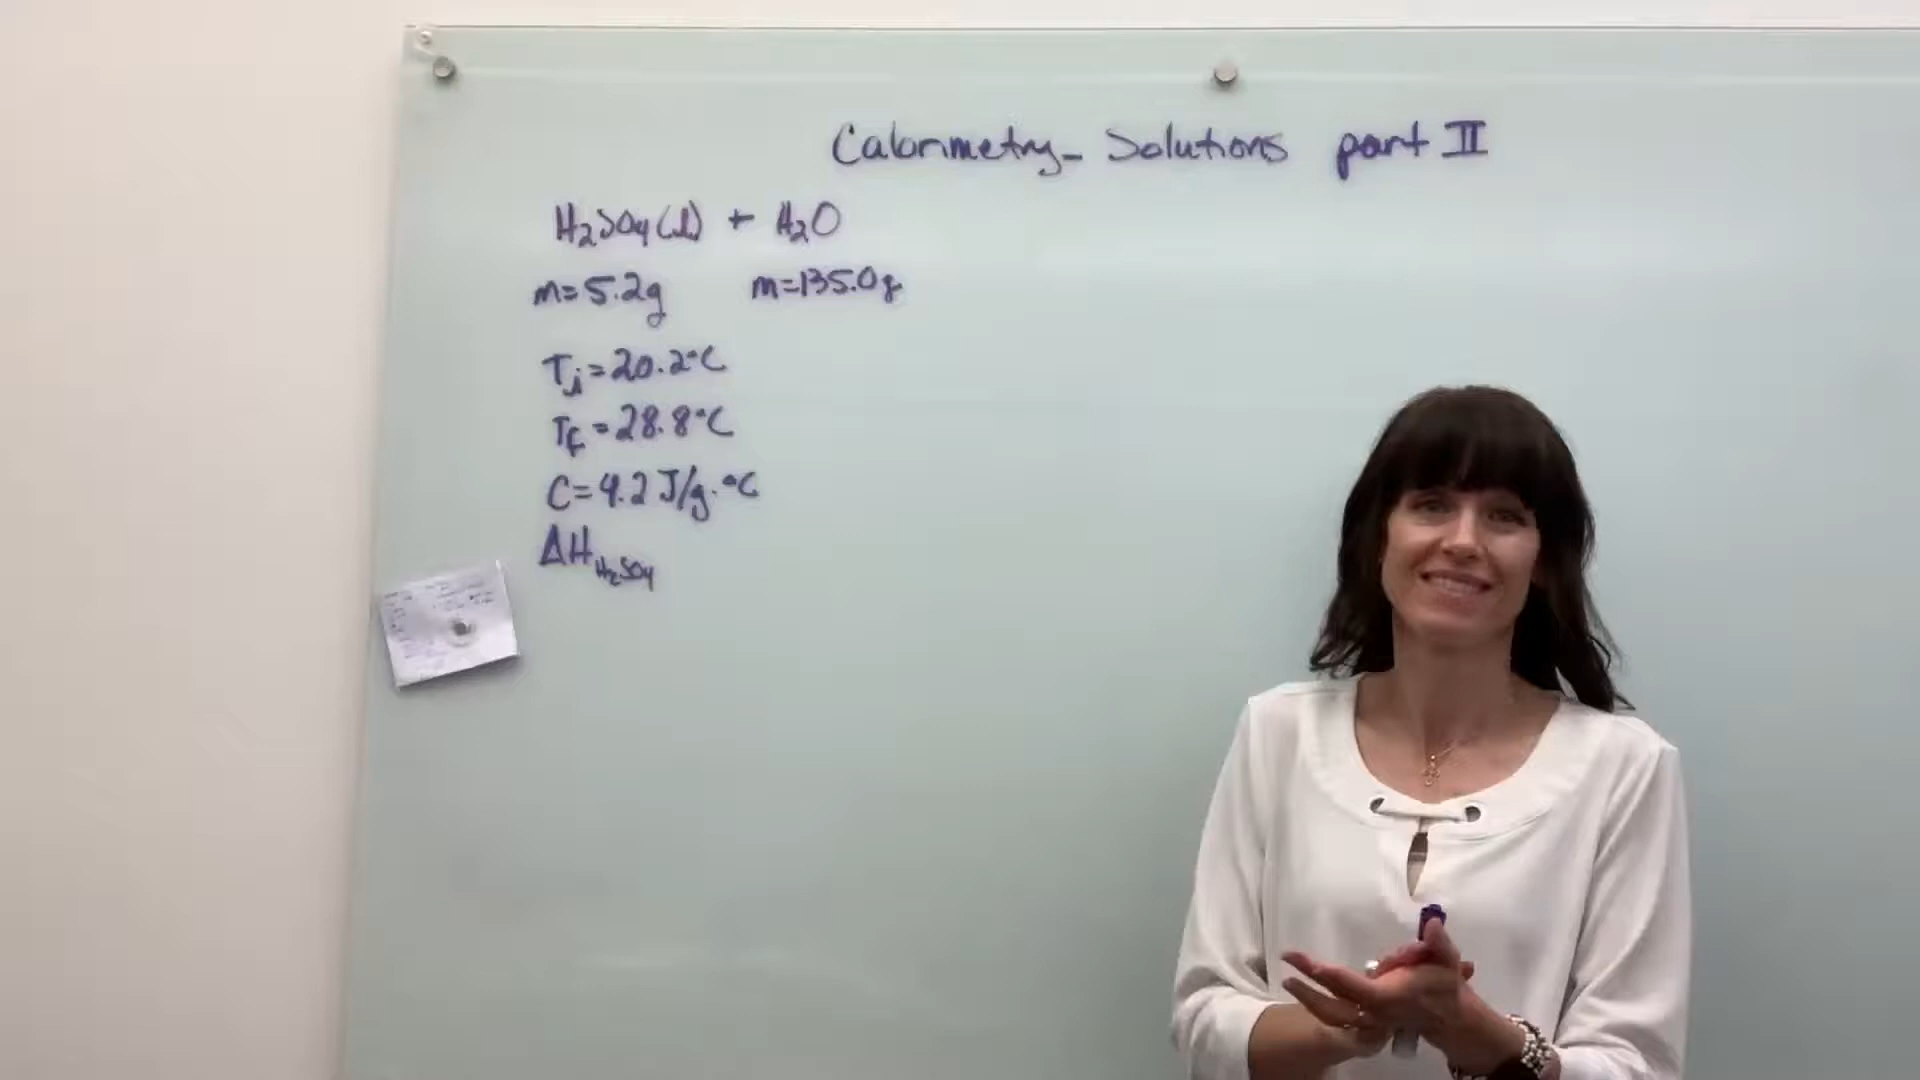 Calorimetry - Solutions part II
H₂SO₄(l) + H₂O
m=5.2g m=135.0g
Ti=20.2°C
Tf=28.8°C
C=4.2 J/g·°C
ΔH H₂SO₄